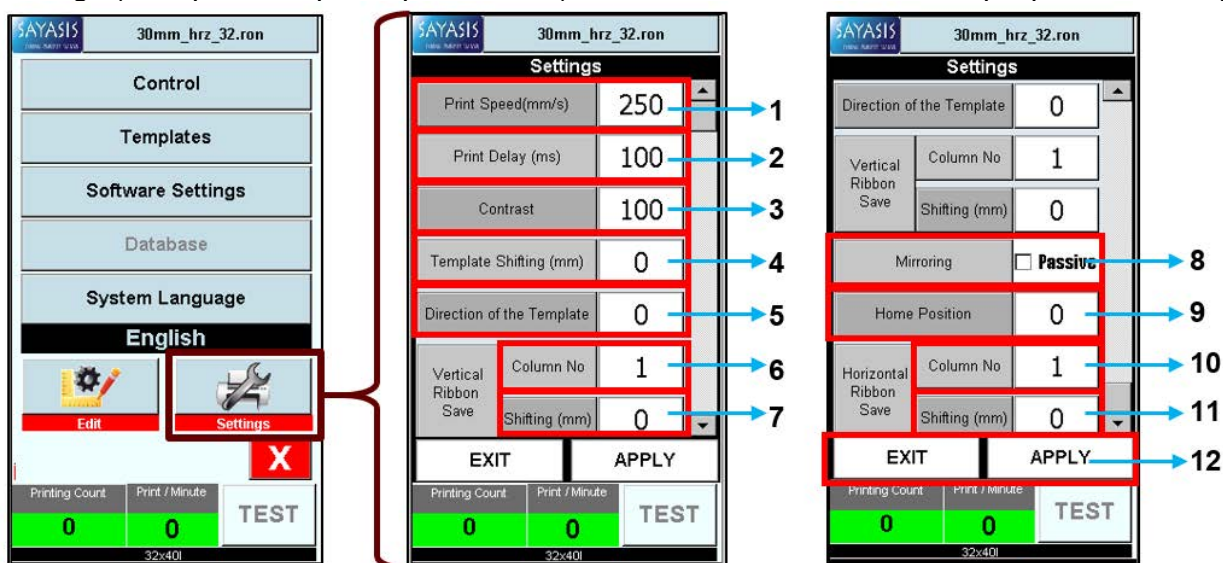 SAYASIS
30mm_hrz_32.ron
Control
Templates
Software Settings
Database
System Language
English
Edit
Settings
X
Printing Count
Print / Minute
TEST
0
0
32x40l
SAYASIS
30mm_hrz_32.ron
Settings
Print Speed(mm/s)
250
1
Print Delay (ms)
100
2
Contrast
100
3
Template Shifting (mm)
0
4
Direction of the Template
0
5
Vertical
Ribbon
Save
Column No
1
6
Shifting (mm)
0
7
EXIT
APPLY
Printing Count
Print / Minute
TEST
0
0
32x40l
SAYASIS
30mm_hrz_32.ron
Settings
Direction of the Template
0
Vertical
Ribbon
Save
Column No
1
Shifting (mm)
0
Mirroring
Passive
8
Home Position
0
9
Horizontal
Ribbon
Save
Column No
1
10
Shifting (mm)
0
11
EXIT
APPLY
12
Printing Count
Print / Minute
TEST
0
0
32x40l